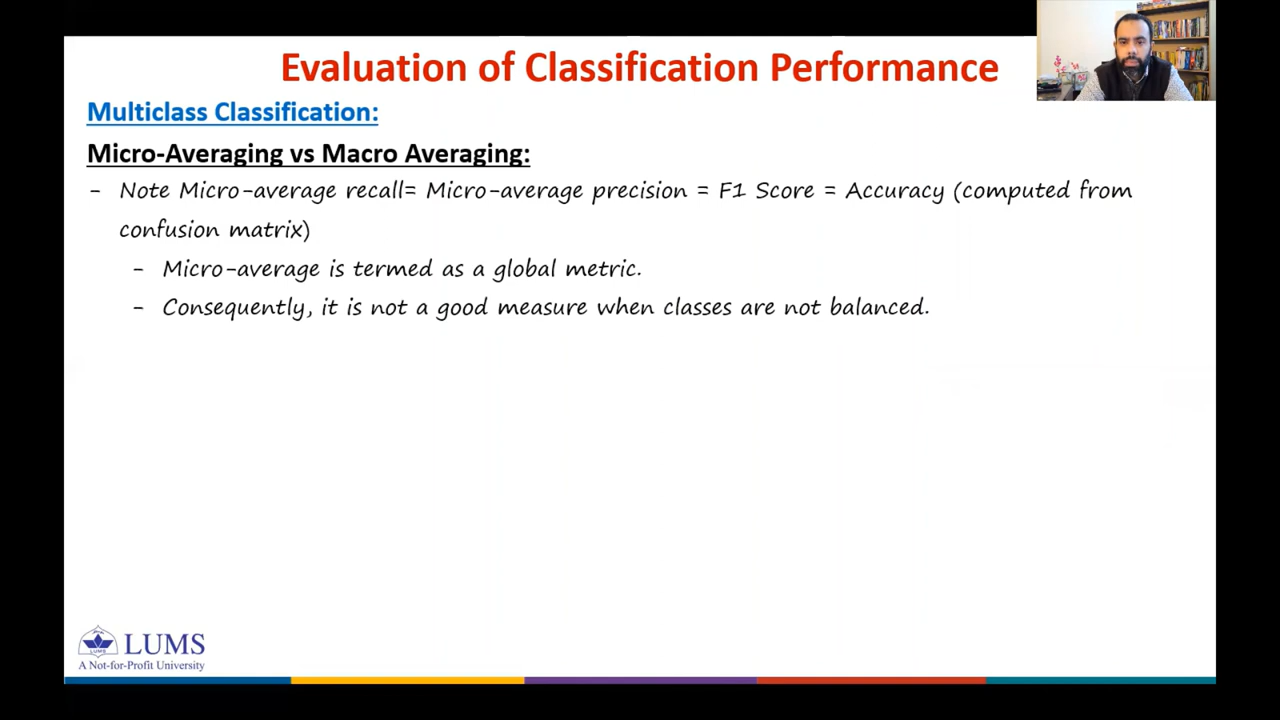 Evaluation of Classification Performance
Multiclass Classification:
Micro-Averaging vs Macro Averaging:
- Note Micro-average recall= Micro-average precision = F1 Score = Accuracy (computed from
confusion matrix)
- Micro-average is termed as a global metric.
- Consequently, it is not a good measure when classes are not balanced.
LUMS
A Not-for-Profit University